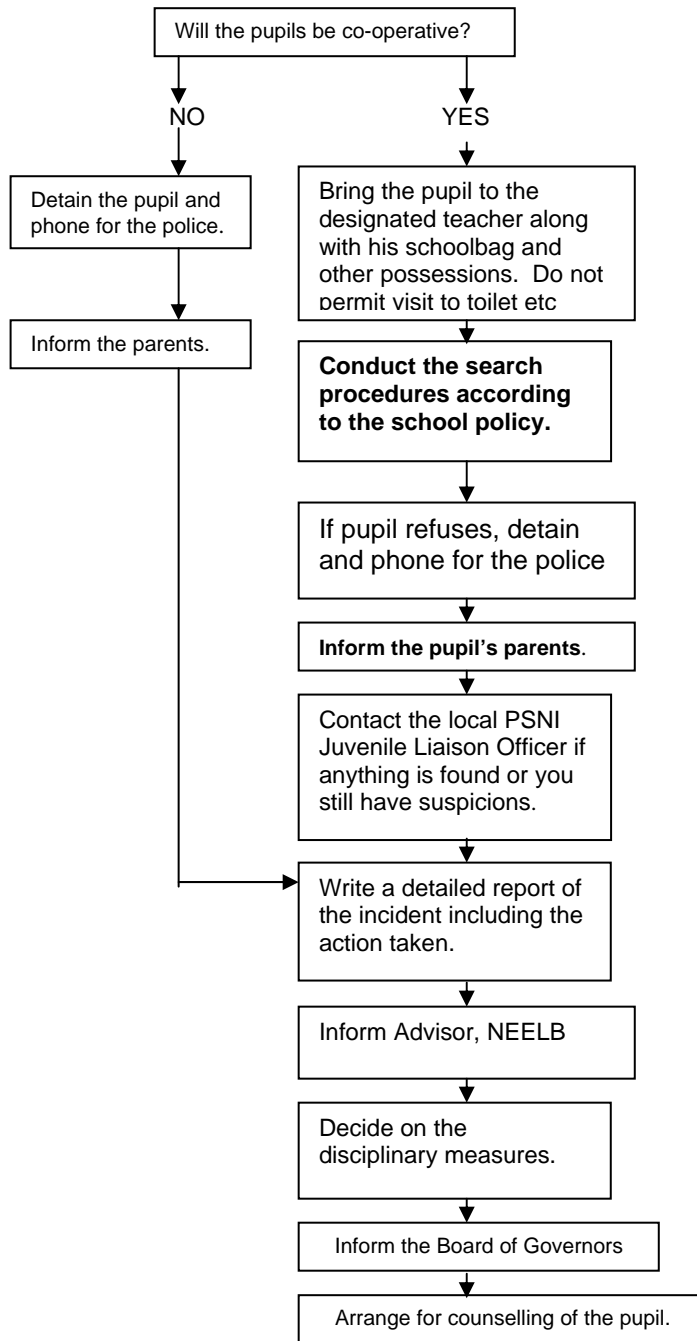 Will the pupils be co-operative?
NO
YES
Detain the pupil and
phone for the police.
Inform the parents.
Bring the pupil to the
designated teacher along
with his schoolbag and
other possessions. Do not
permit visit to toilet etc
Conduct the search
procedures according
to the school policy.
If pupil refuses, detain
and phone for the police
Inform the pupil's parents.
Contact the local PSNI
Juvenile Liaison Officer if
anything is found or you
still have suspicions.
Write a detailed report of
the incident including the
action taken.
Inform Advisor, NEELB
Decide on the
disciplinary measures.
Inform the Board of Governors
Arrange for counselling of the pupil.